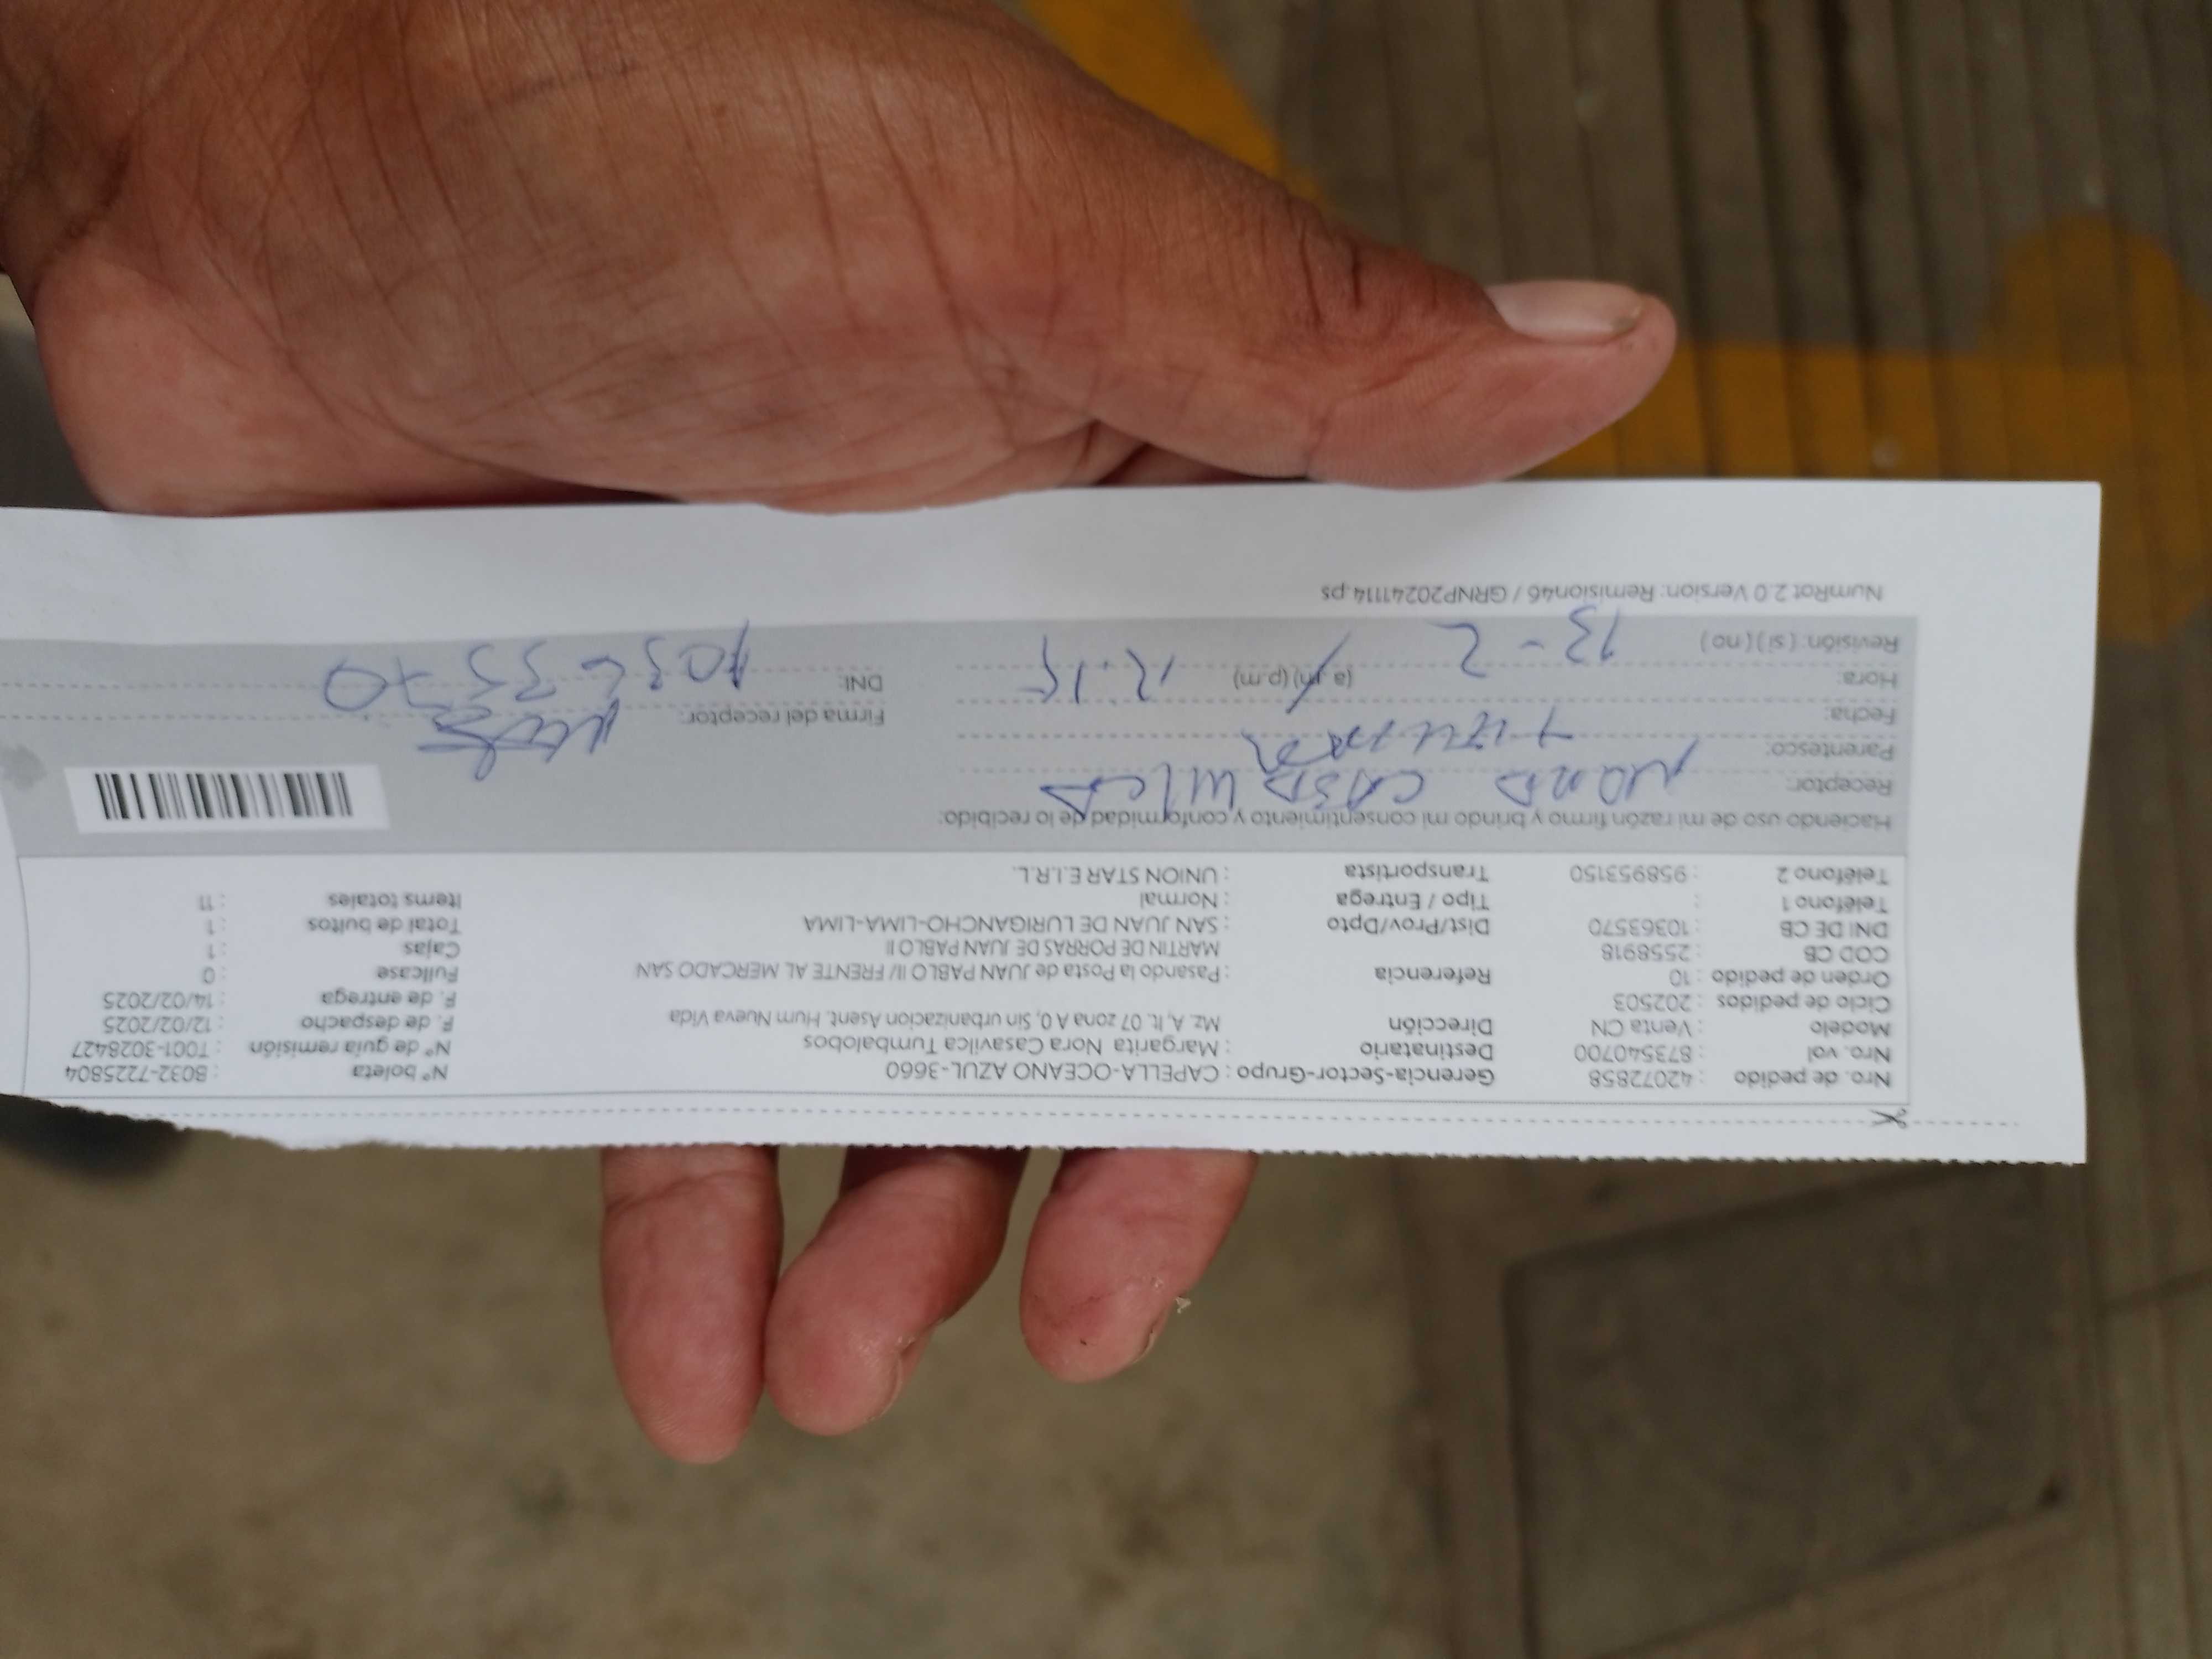 Nro. de pedido : 42072858 Gerencia-Sector-Grupo : CAPELLA-OCEANO AZUL-3660 N° boleta : B032-7225804
Nro. vol : 873540700 Destinatario : Margarita Nora Casavilca Tumbalobos N° de guia remisión : T001-3028427
Modelo : Venta CN Dirección Mz. A, lt. 07 zona A 0, Sin urbanizacion Asent. Hum Nueva Vida F. de despacho : 12/02/2025
Ciclo de pedidos : 202503 F. de entrega : 14/02/2025
Orden de pedido : 10 Referencia : Pasando la Posta de JUAN PABLO II/ FRENTE AL MERCADO SAN Fullcase : 0
COD CB : 2558918 MARTIN DE PORRAS DE JUAN PABLO II Cajas : 1
DNI DE CB : 10363570 Dist/Prov/Dpto : SAN JUAN DE LURIGANCHO-LIMA-LIMA Total de bultos : 1
Teléfono 1 : Tipo / Entrega : Normal Items totales : 11
Teléfono 2 : 958953150 Transportista : UNION STAR E.I.R.L.
Haciendo uso de mi razón firmo y brindo mi consentimiento y conformidad de lo recibido:
Receptor: NORA CASAVILCA
Parentesco: TITULAR
Fecha: Firma del receptor:
Hora: (a.m) (p.m) 12.15 DNI: 10363570
Revisión: ( si ) ( no ) 13-2
NumRot 2.0 Version: Remision46 / GRNP20241114.ps